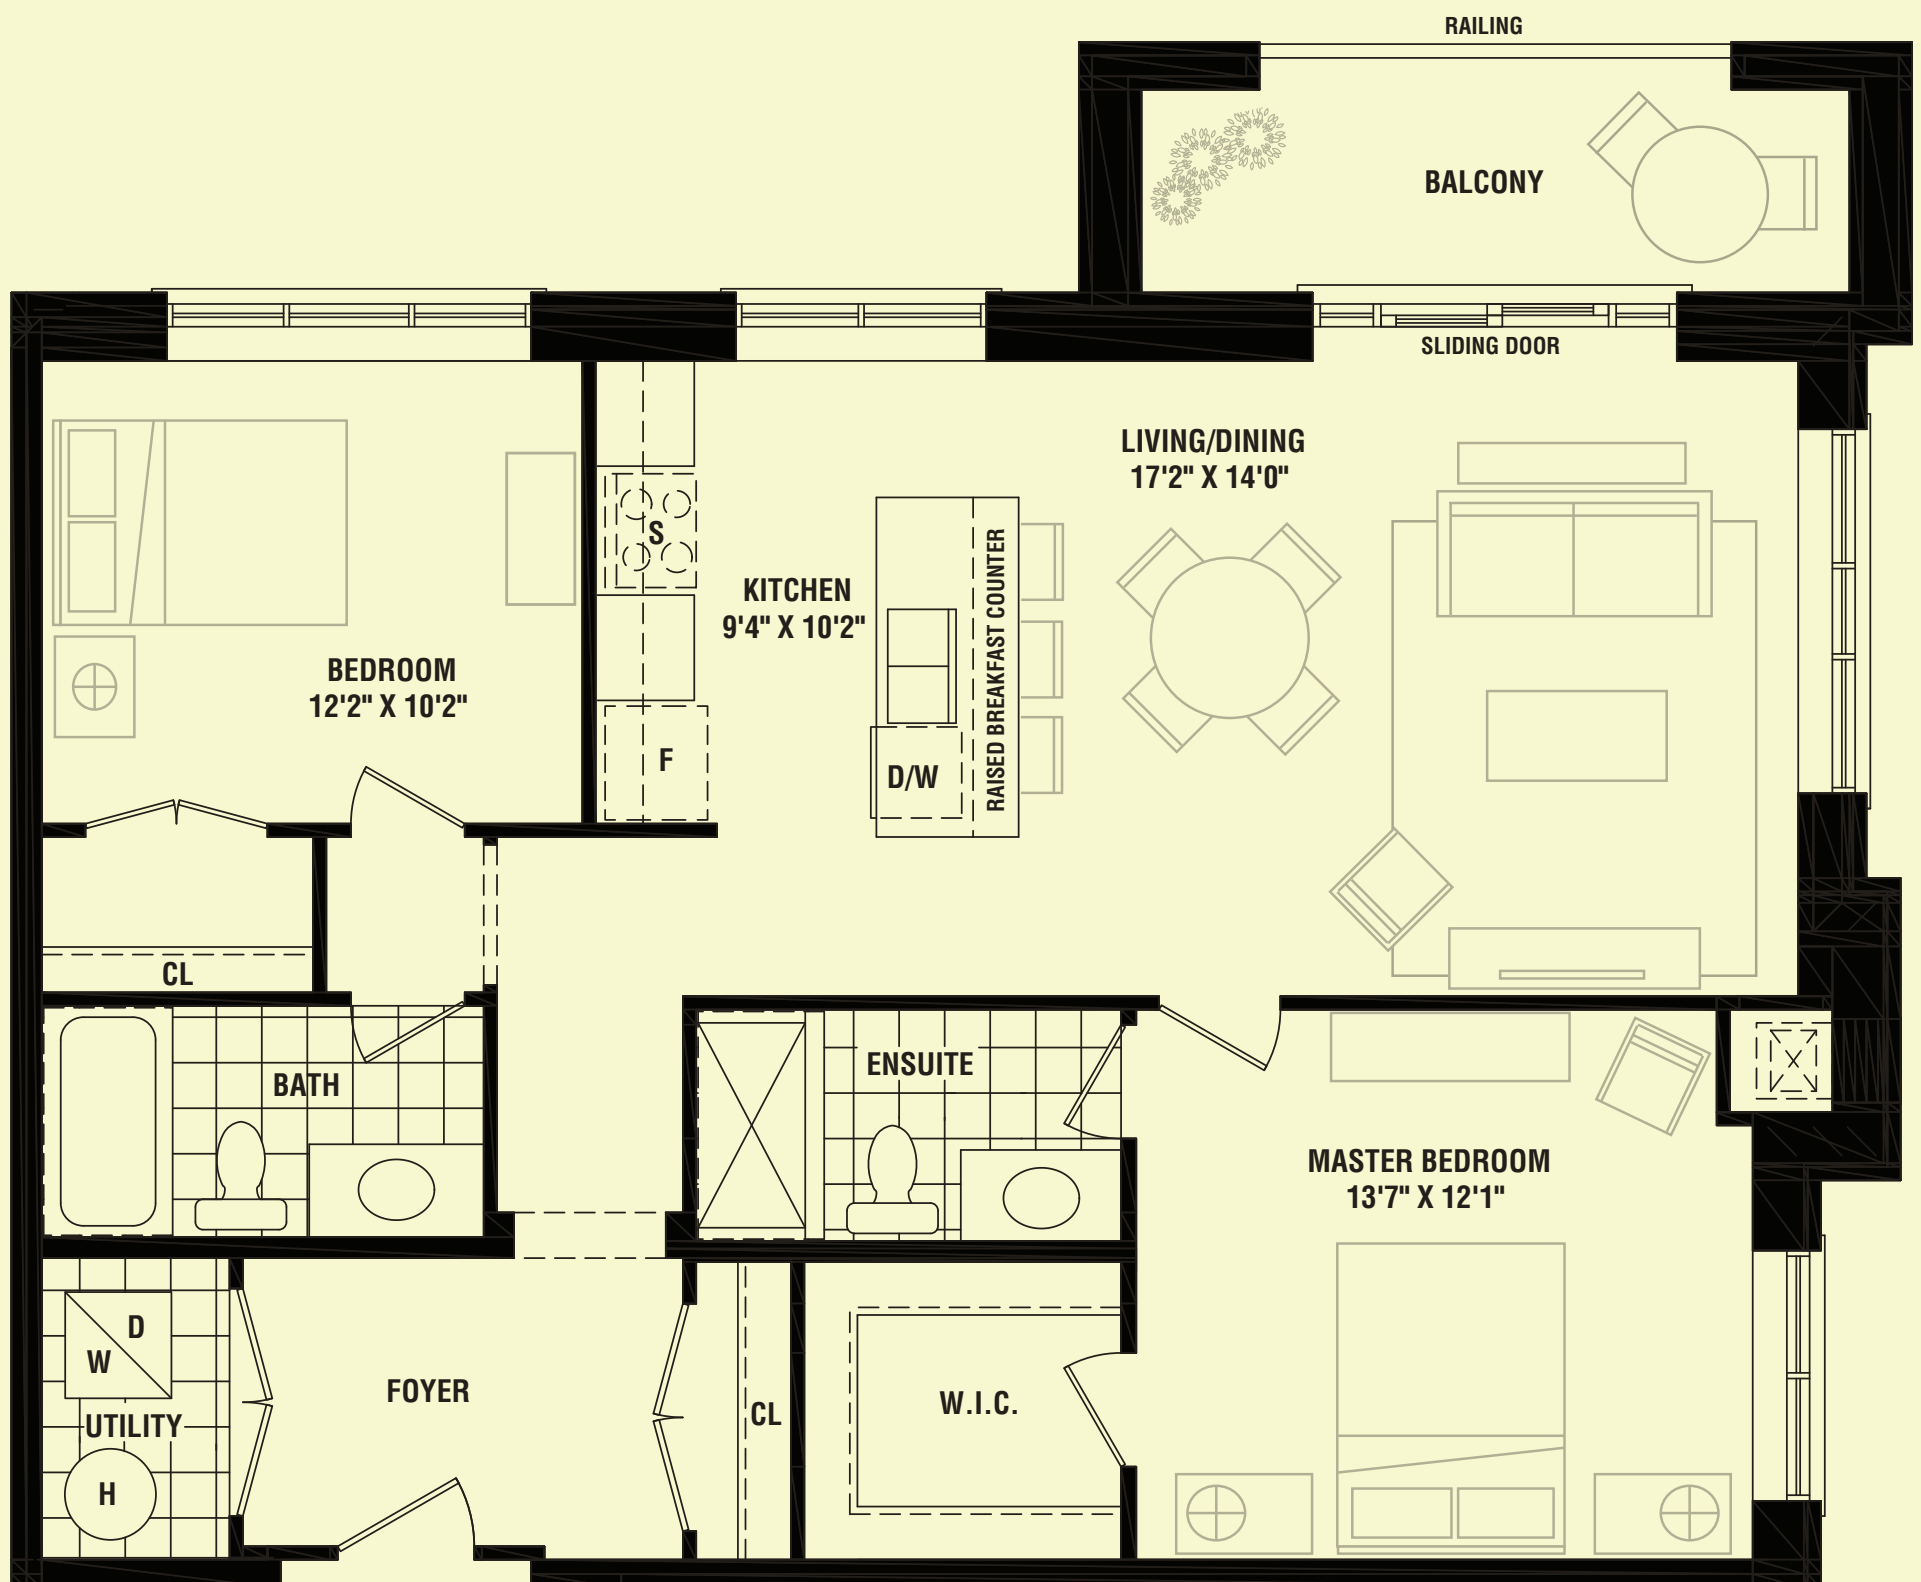 RAILING
BALCONY
SLIDING DOOR
LIVING/DINING
17'2" X 14'0"
S
KITCHEN
9'4" X 10'2"
RAISED BREAKFAST COUNTER
BEDROOM
12'2" X 10'2"
F
D/W
CL
BATH
ENSUITE
MASTER BEDROOM
13'7" X 12'1"
D
W
UTILITY
H
FOYER
CL
W.I.C.